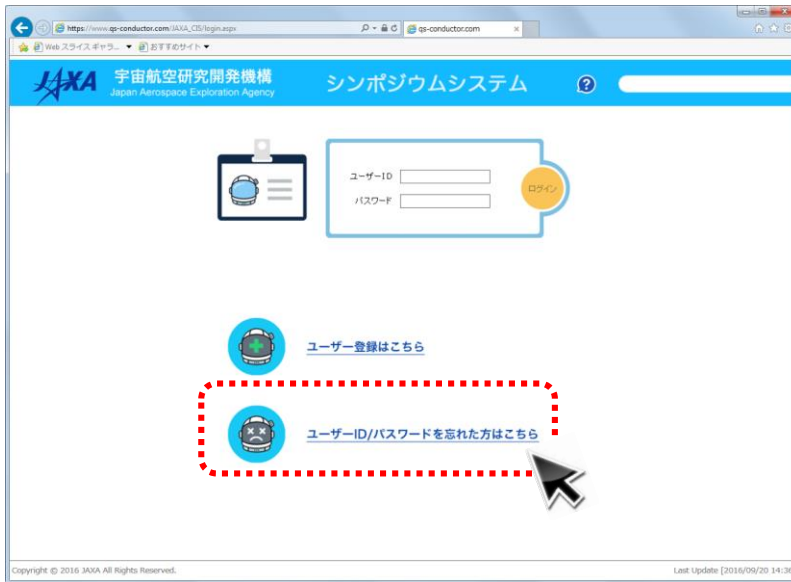 https://www.qs-conductor.com/JAXA_CIS/login.aspx
qs-conductor.com
Web スライス ギャラ...
おすすめサイト
JAXA
宇宙航空研究開発機構
Japan Aerospace Exploration Agency
シンポジウムシステム
?
ユーザーID
パスワード
ログイン
ユーザー登録はこちら
ユーザーID/パスワードを忘れた方はこちら
Copyright © 2016 JAXA All Rights Reserved.
Last Update [2016/09/20 14:36